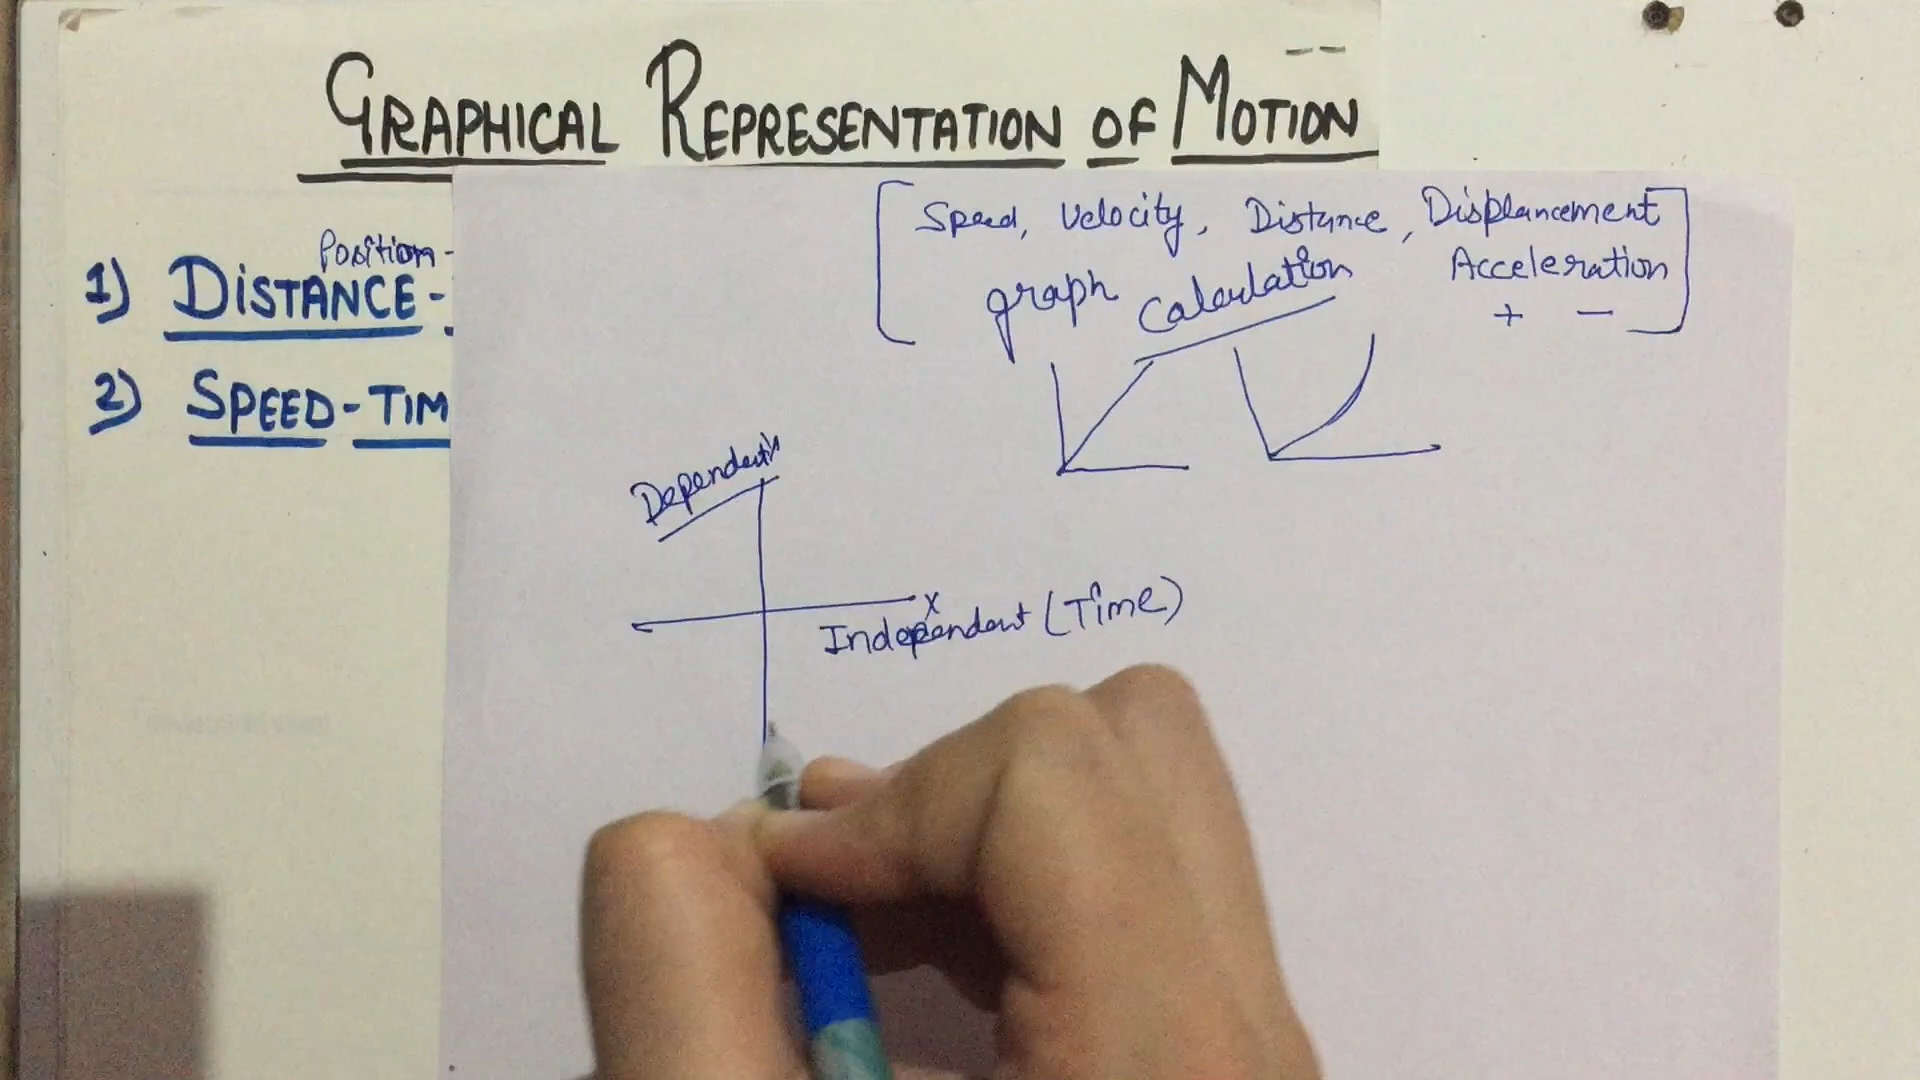 GRAPHICAL REPRESENTATION OF MOTION
Speed, Velocity, Distance, Displancement
Position -
1) DISTANCE -
graph Calculation Acceleration
+ -
2) SPEED - TIM
Dependent
X
Independent (Time)